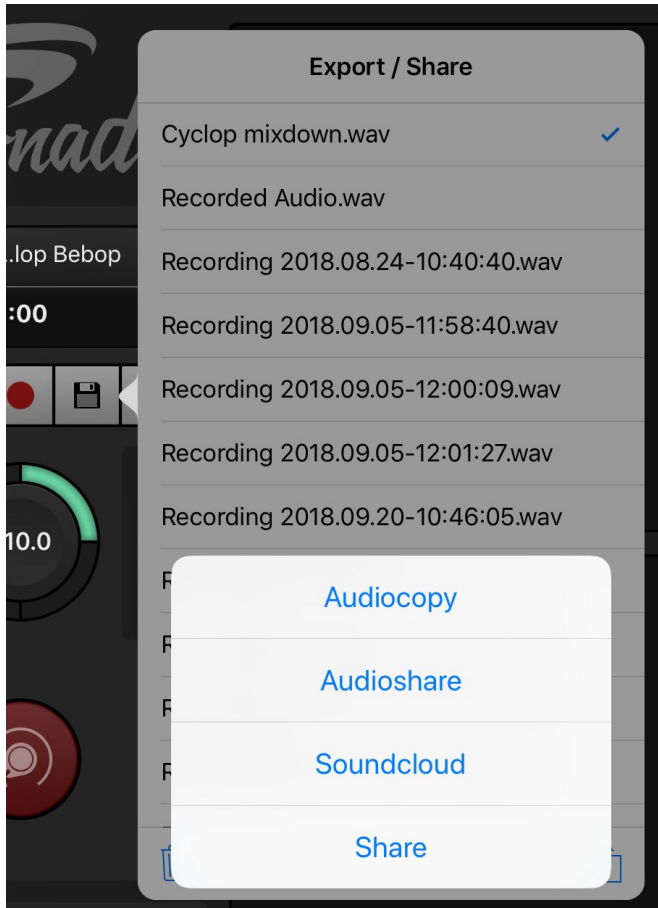 Export / Share
Cyclop mixdown.wav
Recorded Audio.wav
..lop Bebop
Recording 2018.08.24-10:40:40.wav
:00
Recording 2018.09.05-11:58:40.wav
Recording 2018.09.05-12:00:09.wav
Recording 2018.09.05-12:01:27.wav
Recording 2018.09.20-10:46:05.wav
10.0
Audiocopy
Audioshare
Soundcloud
Share